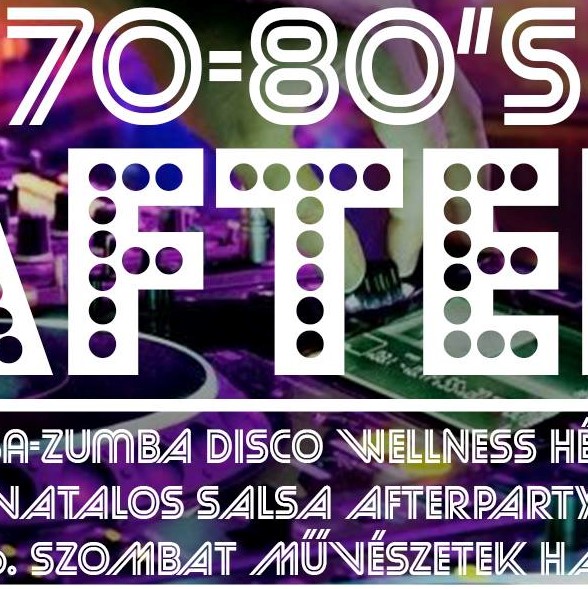 70=80"S
AFTE
A=ZUMBA DISCO WELLNESS HÉ
NATALOS SALSA AFTERPARTY
. SZOMBAT MŰVÉSZETEK HA